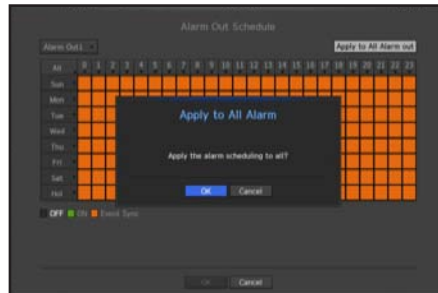 Alarm Out Schedule
Alarm Out1
Apply to All Alarm out
All 0 1 2 3 4 5 6 7 8 9 10 11 12 13 14 15 16 17 18 19 20 21 22 23
Sun
Mon
Tue
Wed
Thu
Fri
Sat
Hol
Apply to All Alarm
Apply the alarm scheduling to all?
OK Cancel
OFF ON Event Sync
OK Cancel